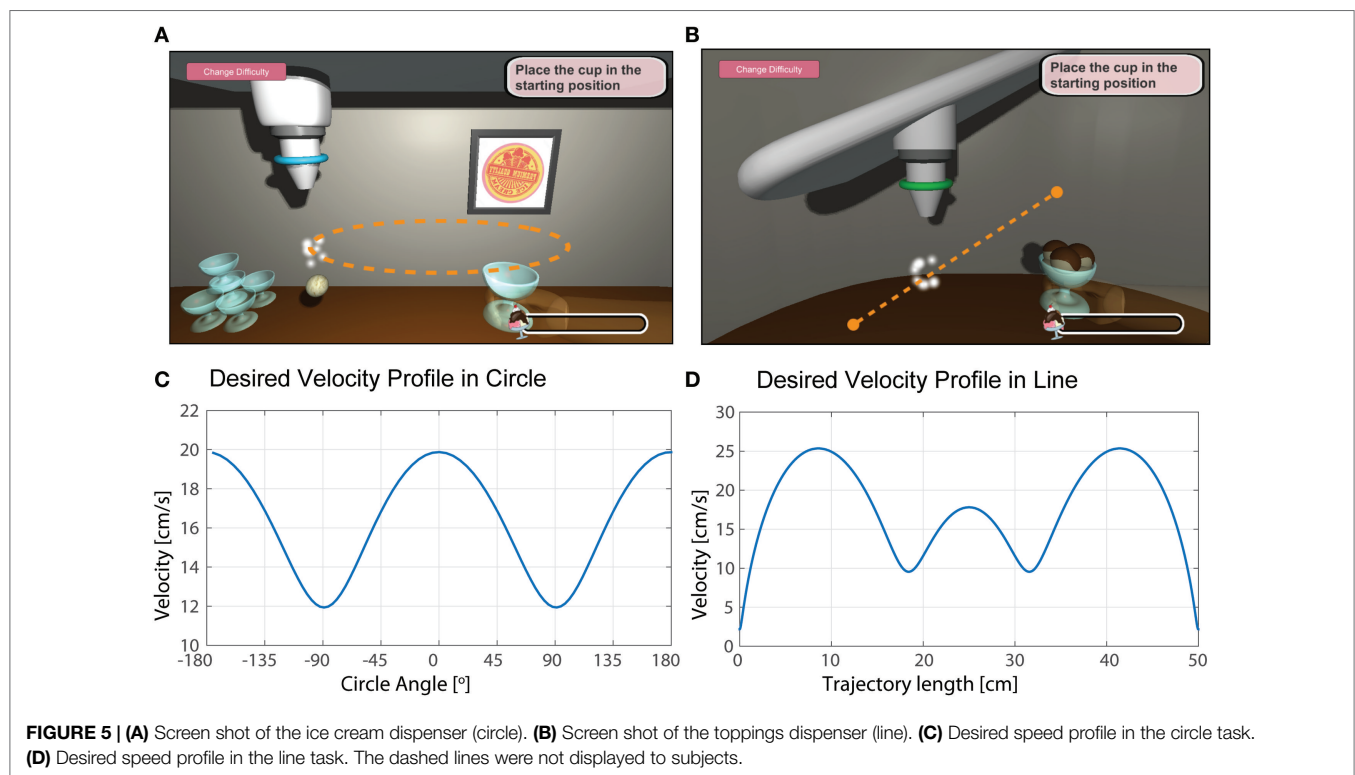 A
B
Change Difficulty
Place the cup in the
starting position
Change Difficulty
Place the cup in the
starting position
C Desired Velocity Profile in Circle
Velocity [cm/s]
22
20
18
16
14
12
10
-180 -135 -90 -45 0 45 90 135 180
Circle Angle [º]
D Desired Velocity Profile in Line
Velocity [cm/s]
30
25
20
15
10
5
0
0 10 20 30 40 50
Trajectory length [cm]
FIGURE 5 | (A) Screen shot of the ice cream dispenser (circle). (B) Screen shot of the toppings dispenser (line). (C) Desired speed profile in the circle task.
(D) Desired speed profile in the line task. The dashed lines were not displayed to subjects.